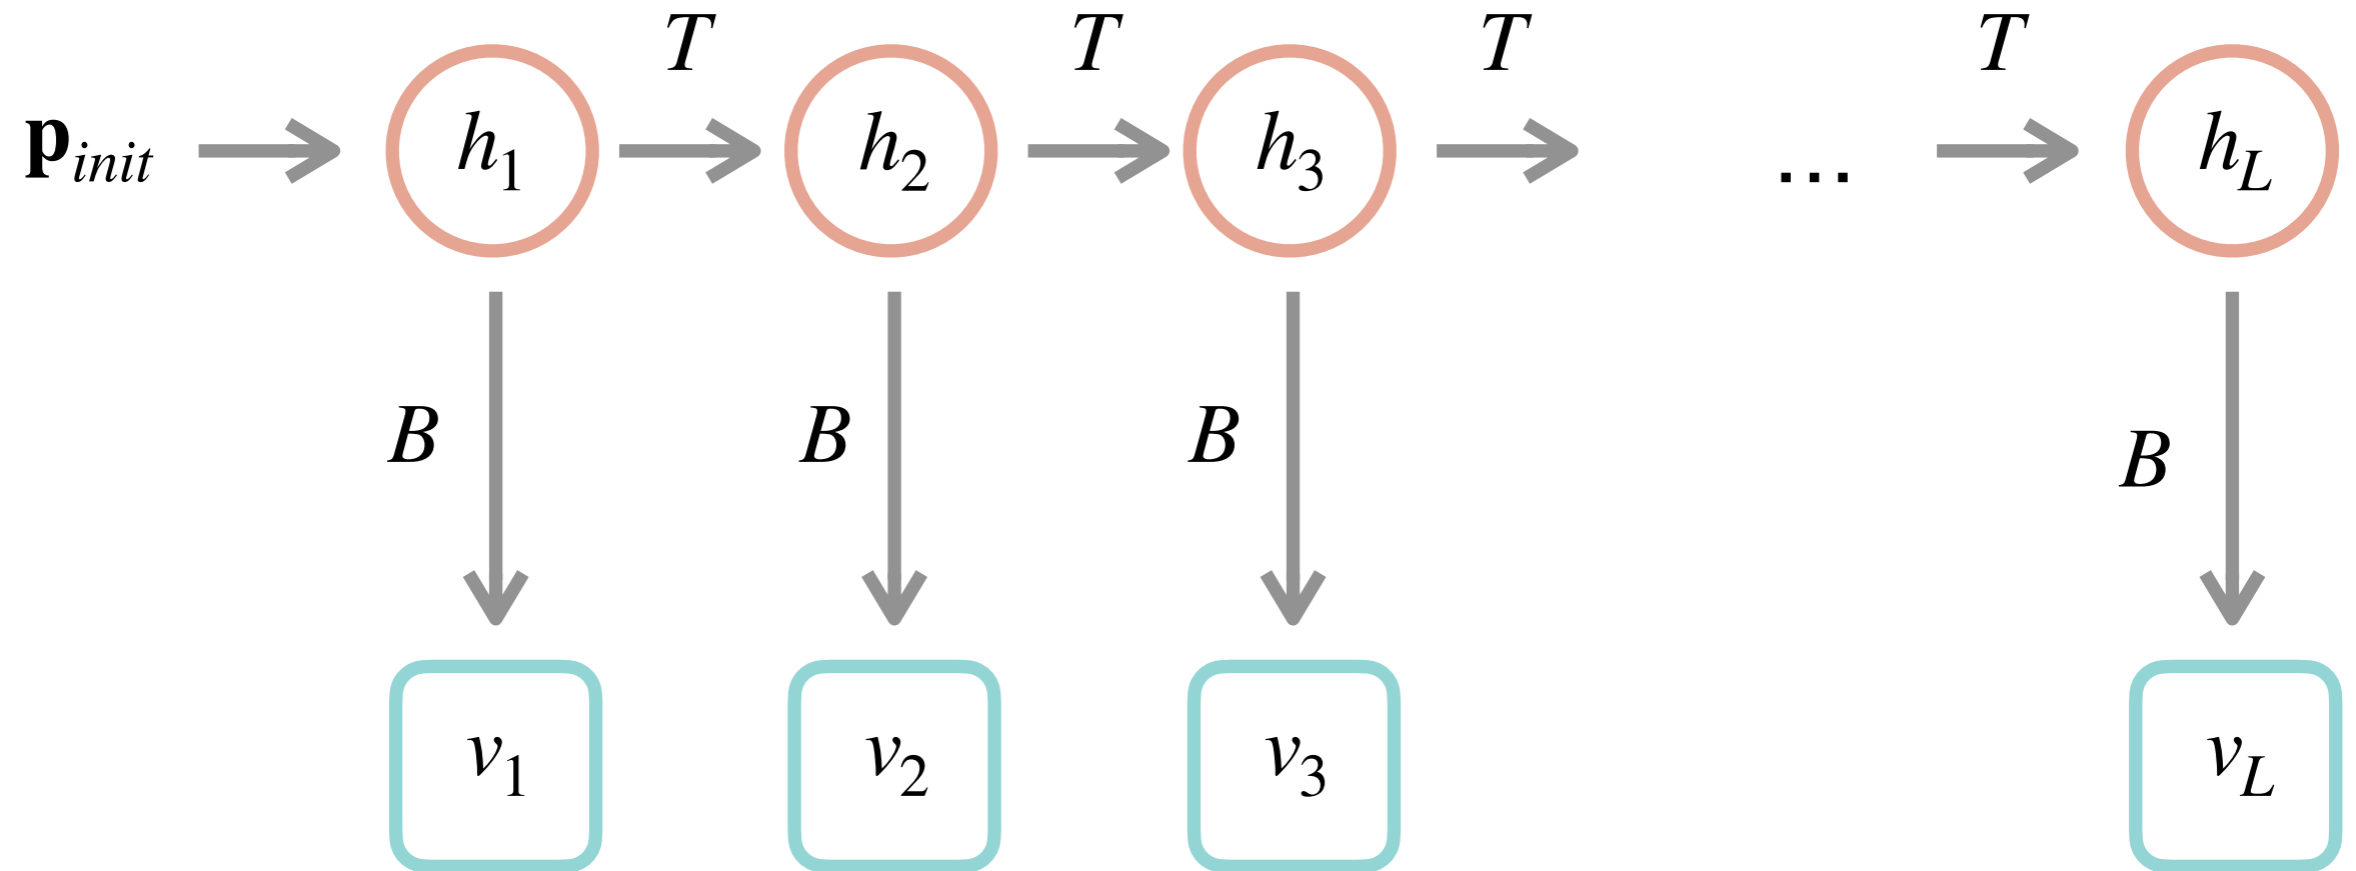 T T T T
p_init h_1 h_2 h_3 ... h_L
B B B B
v_1 v_2 v_3 v_L